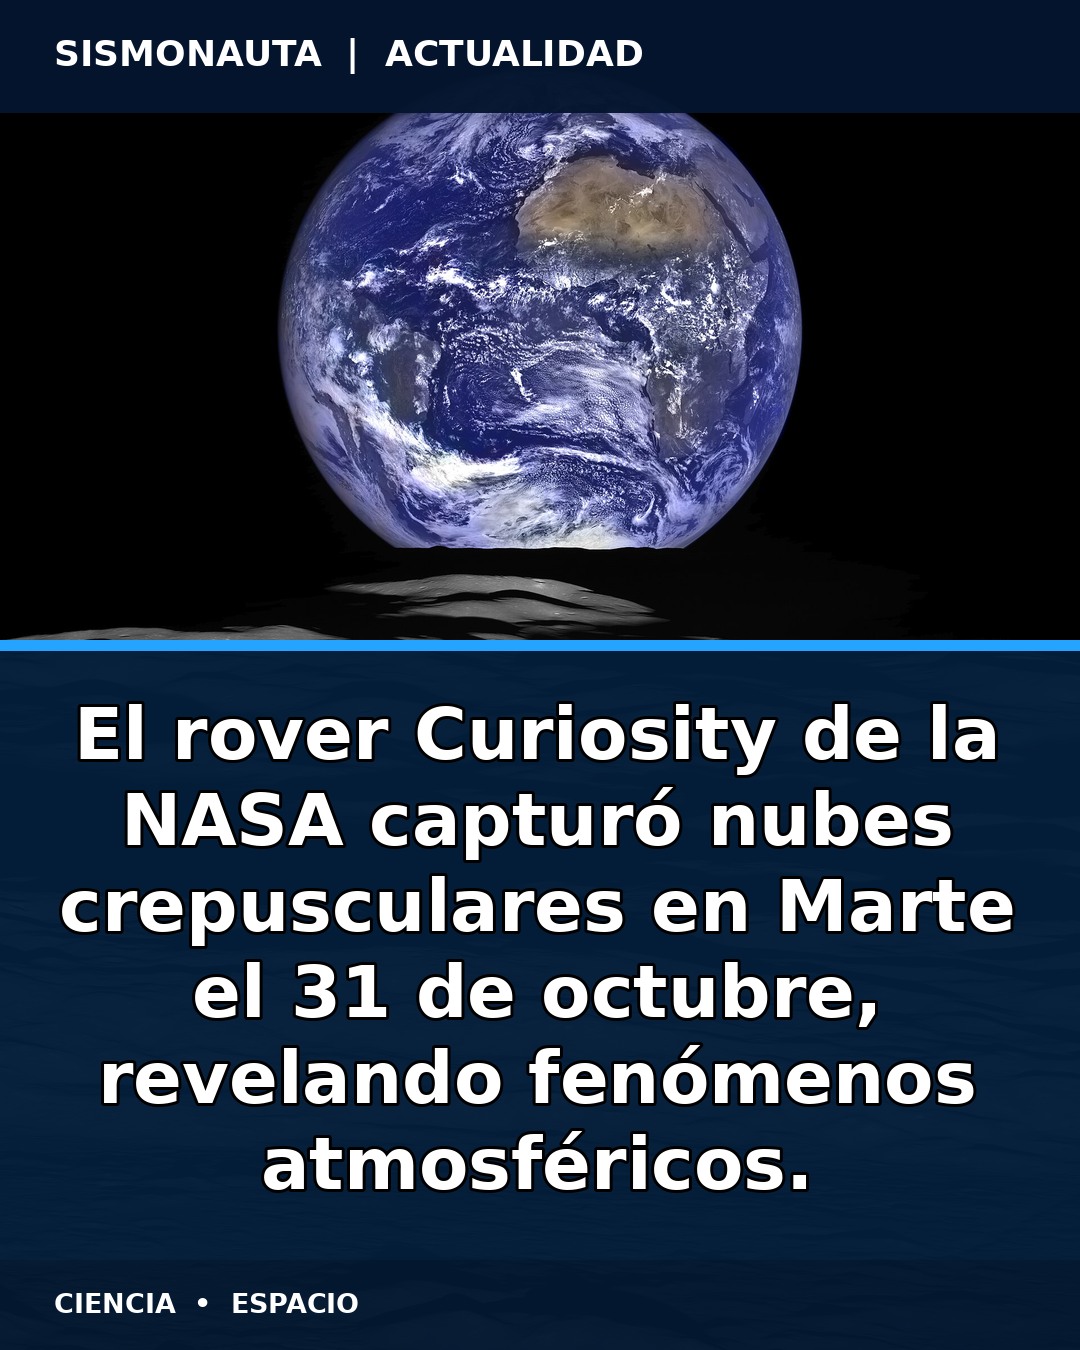 SISMONAUTA | ACTUALIDAD
El rover Curiosity de la
NASA capturó nubes
crepusculares en Marte
el 31 de octubre,
revelando fenómenos
atmosféricos.
CIENCIA • ESPACIO